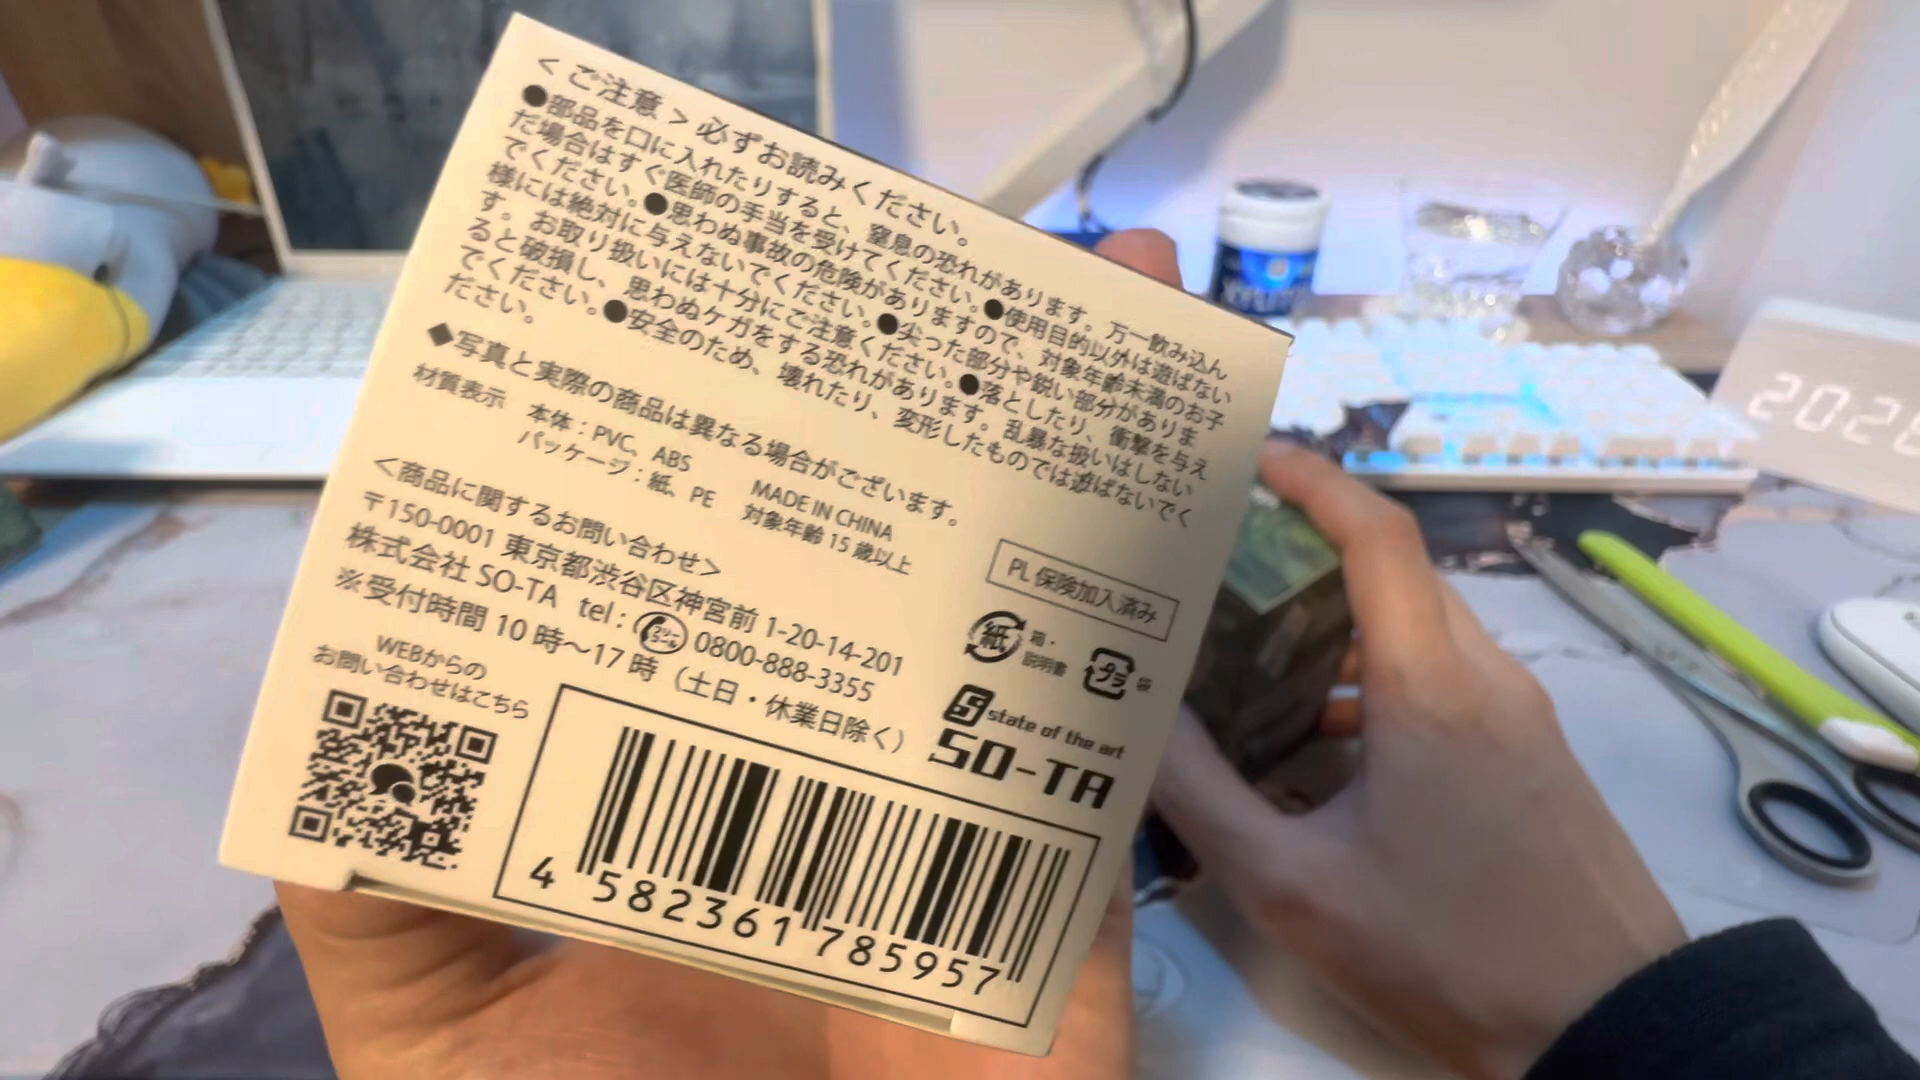 ＜ご注意＞必ずお読みください。
●部品を口に入れたりすると、窒息の恐れがあります。万一飲み込ん
だ場合はすぐ医師の手当を受けてください。●使用目的以外は遊ばない
でください。●思わぬ事故の危険がありますので、対象年齢未満のお子
様には絶対に与えないでください。●尖った部分や鋭い部分がありま
す。お取り扱いには十分にご注意ください。●落としたり、衝撃を与え
ると破損し、思わぬケガをする恐れがあります。乱暴な扱いはしない
でください。●安全のため、壊れたり、変形したものでは遊ばないでく
ださい。
◆写真と実際の商品は異なる場合がございます。
材質表示 本体：PVC、ABS
パッケージ：紙、PE
MADE IN CHINA
対象年齢 15 歳以上
＜商品に関するお問い合わせ＞
〒150-0001 東京都渋谷区神宮前 1-20-14-201
株式会社 SO-TA tel：フリーコール 0800-888-3355
※受付時間 10 時～17 時（土日・休業日除く）
PL 保険加入済み
紙 箱・
説明書
プラ 袋
WEBからの
お問い合わせはこちら
state of the art
SO-TA
4 582361 785957
XYLIT
20:28